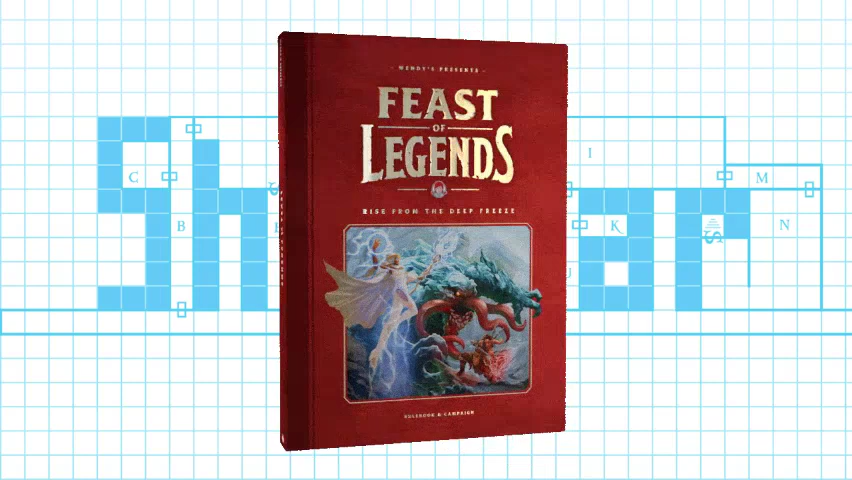 - WENDY'S PRESENTS -
FEAST
OF
LEGENDS
RISE FROM THE DEEP FREEZE
RULEBOOK & CAMPAIGN
C
B
I
M
K
N